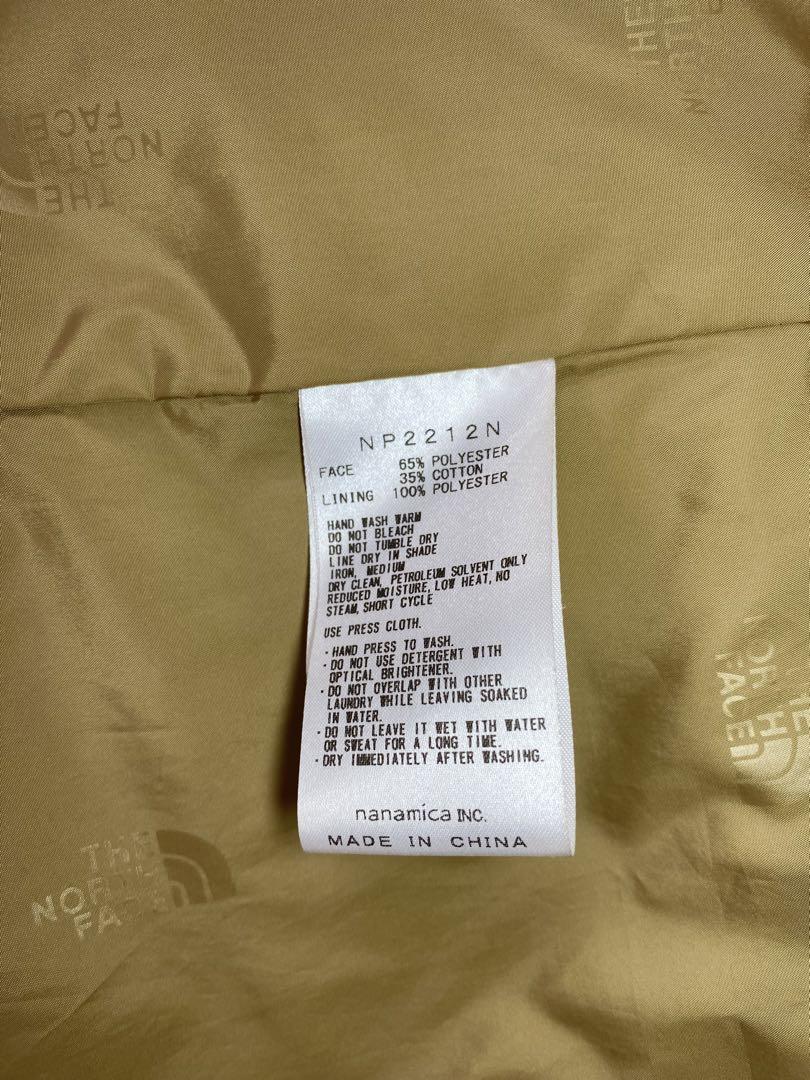 THE
NORTH
FACE
THE
NP2212N
FACE 65% POLYESTER
35% COTTON
LINING 100% POLYESTER
HAND WASH WARM
DO NOT BLEACH
DO NOT TUMBLE DRY
LINE DRY IN SHADE
IRON, MEDIUM
DRY CLEAN, PETROLEUM SOLVENT ONLY
REDUCED MOISTURE, LOW HEAT, NO
STEAM, SHORT CYCLE
USE PRESS CLOTH.
・HAND PRESS TO WASH.
・DO NOT USE DETERGENT WITH
OPTICAL BRIGHTENER.
・DO NOT OVERLAP WITH OTHER
LAUNDRY WHILE LEAVING SOAKED
IN WATER.
・DO NOT LEAVE IT WET WITH WATER
OR SWEAT FOR A LONG TIME.
・DRY IMMEDIATELY AFTER WASHING.
nanamica INC.
MADE IN CHINA
THE
NORTH
FACE
THE
NORTH
FACE